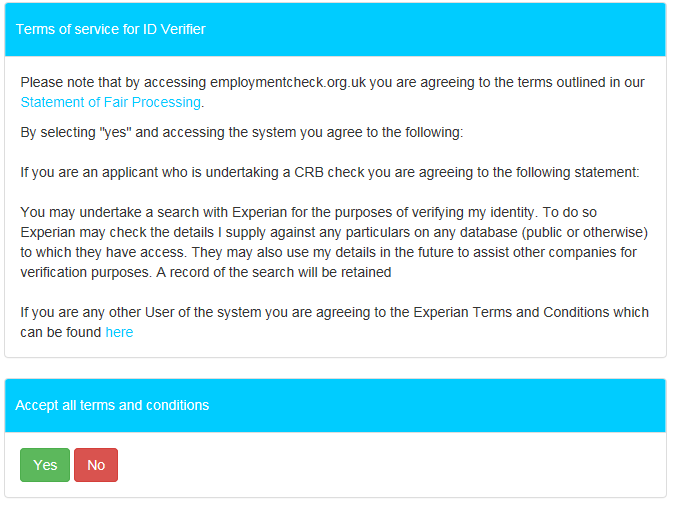 Terms of service for ID Verifier
Please note that by accessing employmentcheck.org.uk you are agreeing to the terms outlined in our
Statement of Fair Processing.
By selecting "yes" and accessing the system you agree to the following:
If you are an applicant who is undertaking a CRB check you are agreeing to the following statement:
You may undertake a search with Experian for the purposes of verifying my identity. To do so
Experian may check the details I supply against any particulars on any database (public or otherwise)
to which they have access. They may also use my details in the future to assist other companies for
verification purposes. A record of the search will be retained
If you are any other User of the system you are agreeing to the Experian Terms and Conditions which
can be found here
Accept all terms and conditions
Yes No